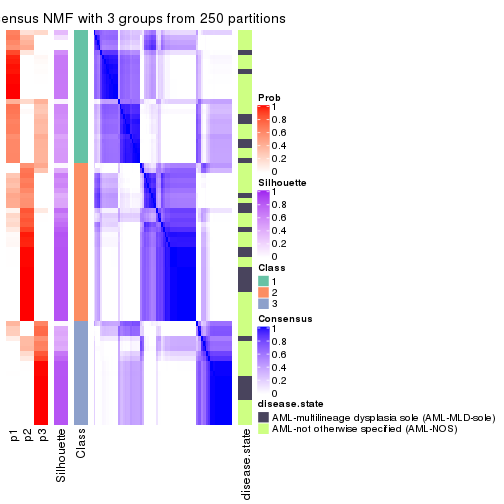 ensus NMF with 3 groups from 250 partitions
Prob
1
0.8
0.6
0.4
0.2
0
Silhouette
1
0.8
0.6
0.4
0.2
0
Class
1
2
3
Consensus
1
0.8
0.6
0.4
0.2
0
disease.state
AML-multilineage dysplasia sole (AML-MLD-sole)
AML-not otherwise specified (AML-NOS)
p1
p2
p3
Silhouette
Class
disease.state